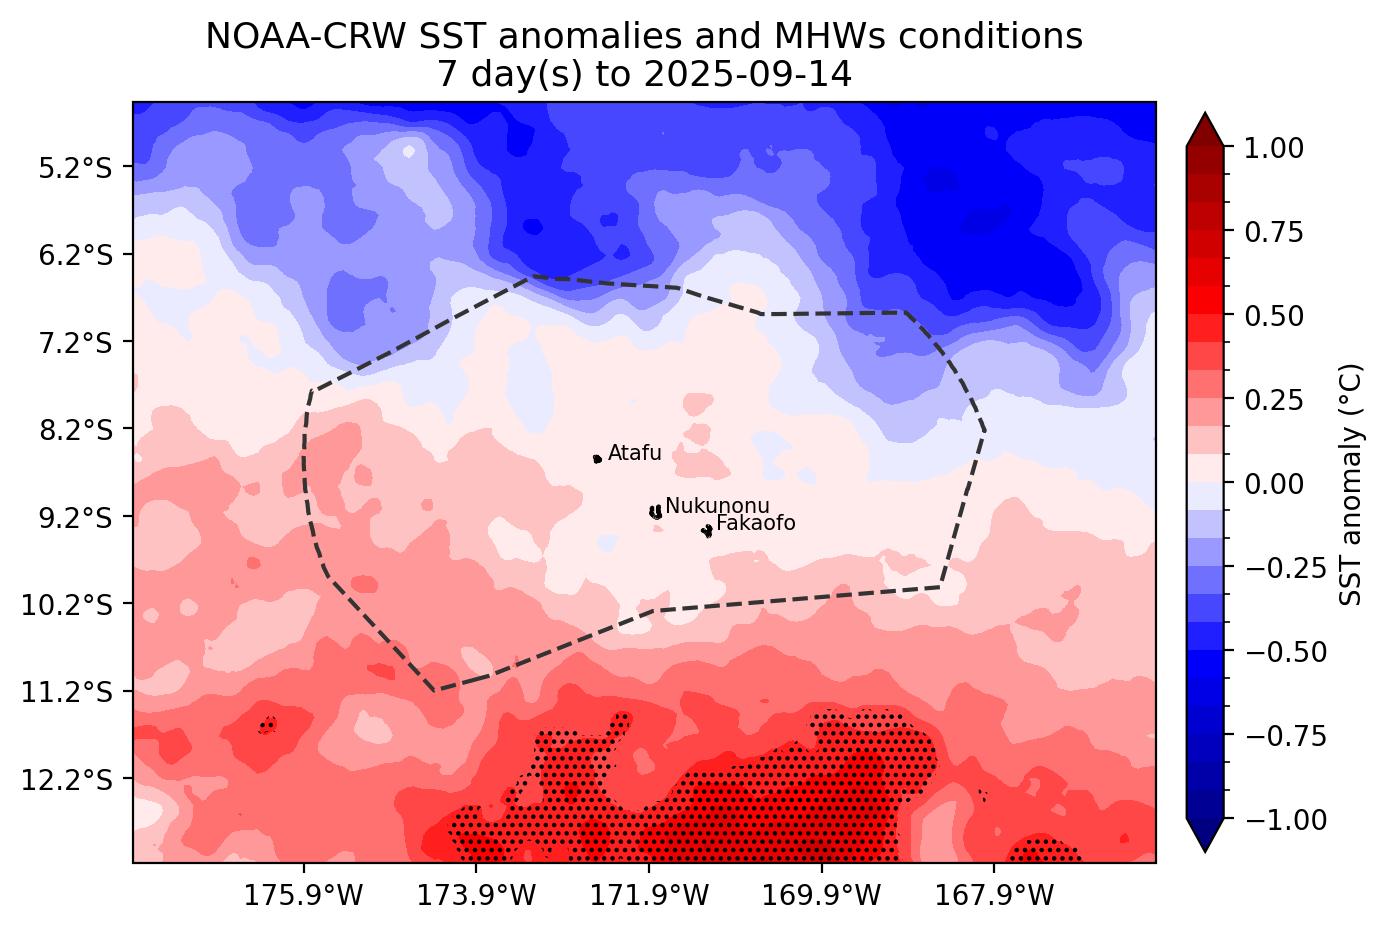 NOAA-CRW SST anomalies and MHWs conditions
7 day(s) to 2025-09-14
5.2°S
6.2°S
7.2°S
8.2°S
9.2°S
10.2°S
11.2°S
12.2°S
Atafu
Nukunonu
Fakaofo
175.9°W
173.9°W
171.9°W
169.9°W
167.9°W
1.00
0.75
0.50
0.25
0.00
−0.25
−0.50
−0.75
−1.00
SST anomaly (°C)